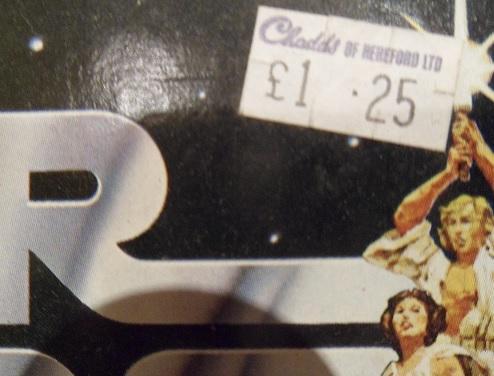 Chadds OF HEREFORD LTD
£1 .25
R